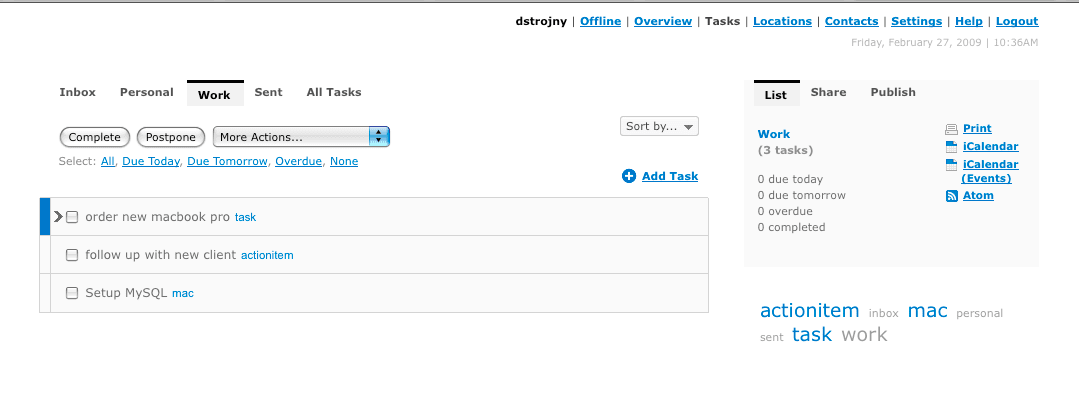 dstrojny | Offline | Overview | Tasks | Locations | Contacts | Settings | Help | Logout
Friday, February 27, 2009 | 10:36AM
Inbox Personal Work Sent All Tasks
Complete Postpone More Actions...
Sort by...
Select: All, Due Today, Due Tomorrow, Overdue, None
Add Task
order new macbook pro task
follow up with new client actionitem
Setup MySQL mac
List Share Publish
Work
(3 tasks)
0 due today
0 due tomorrow
0 overdue
0 completed
Print
iCalendar
iCalendar
(Events)
Atom
actionitem inbox mac personal
sent task work